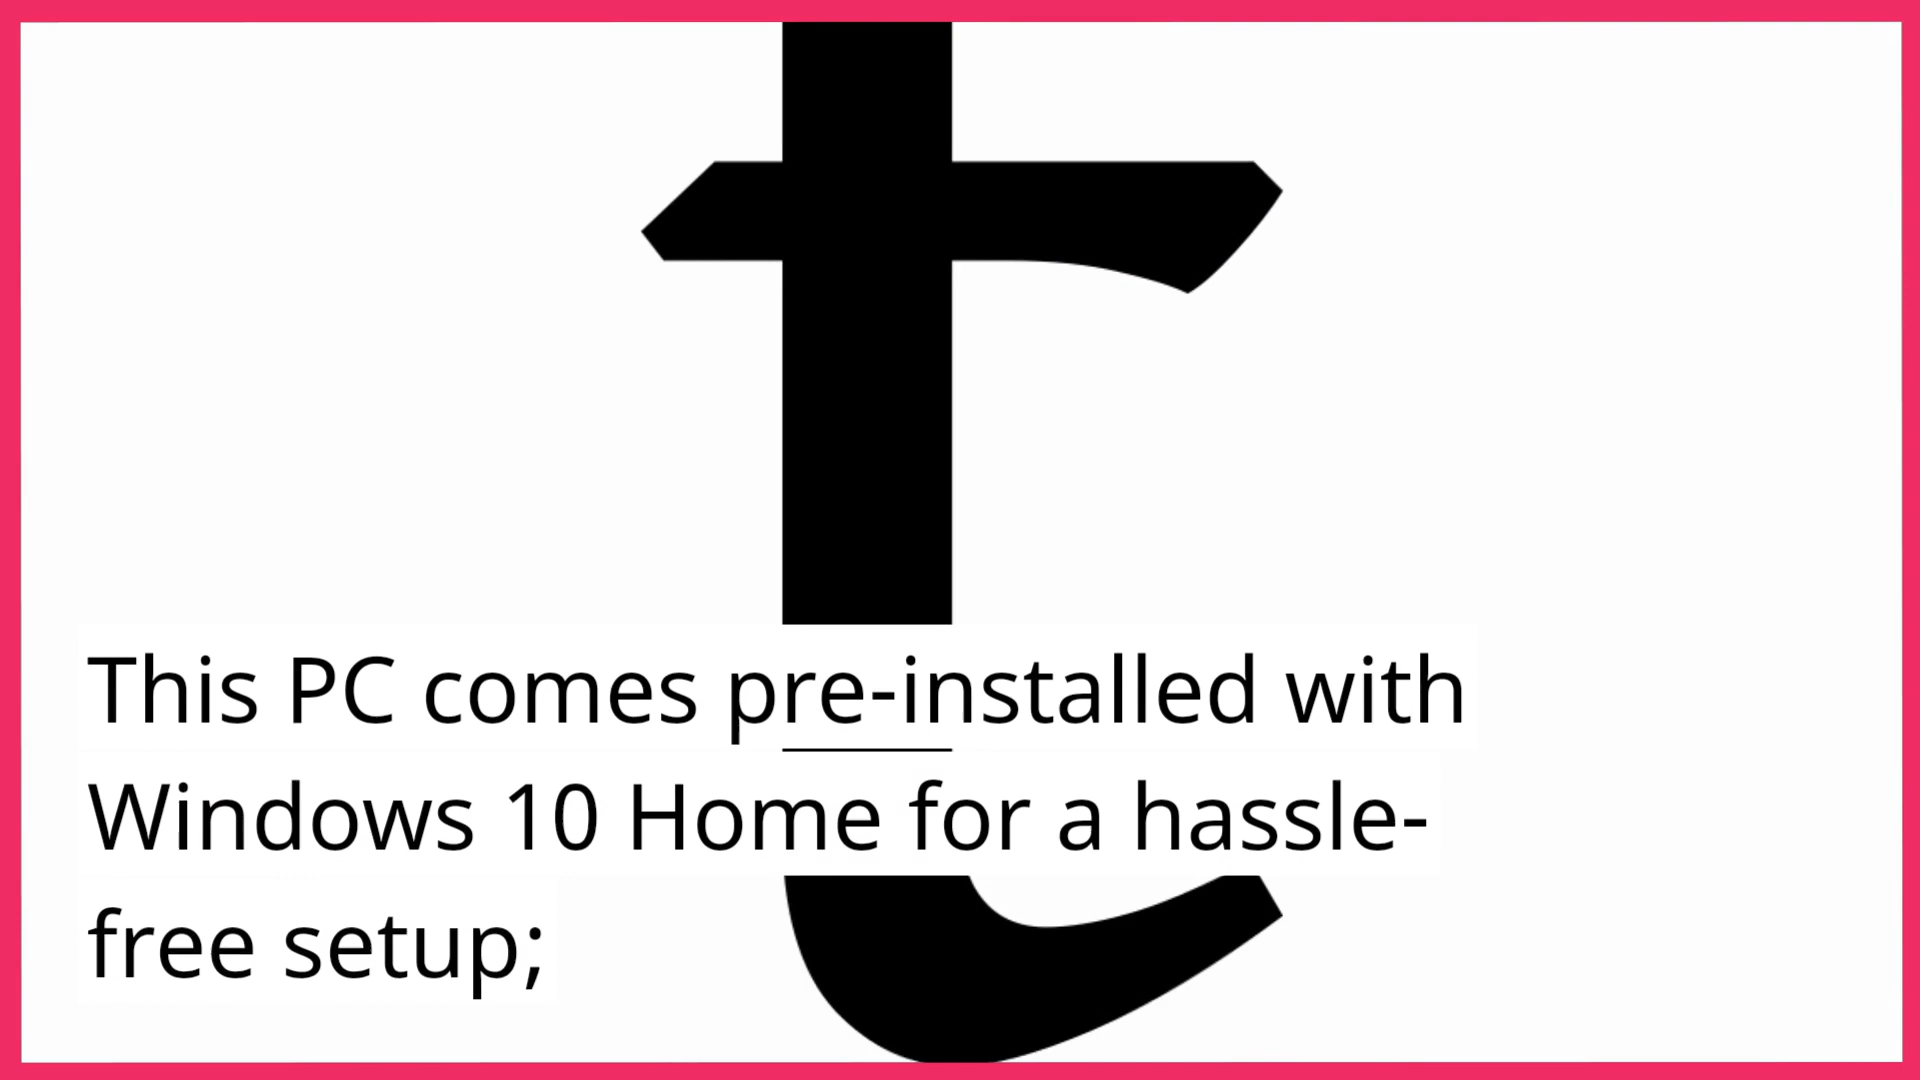 t
This PC comes pre-installed with
Windows 10 Home for a hassle-
free setup;